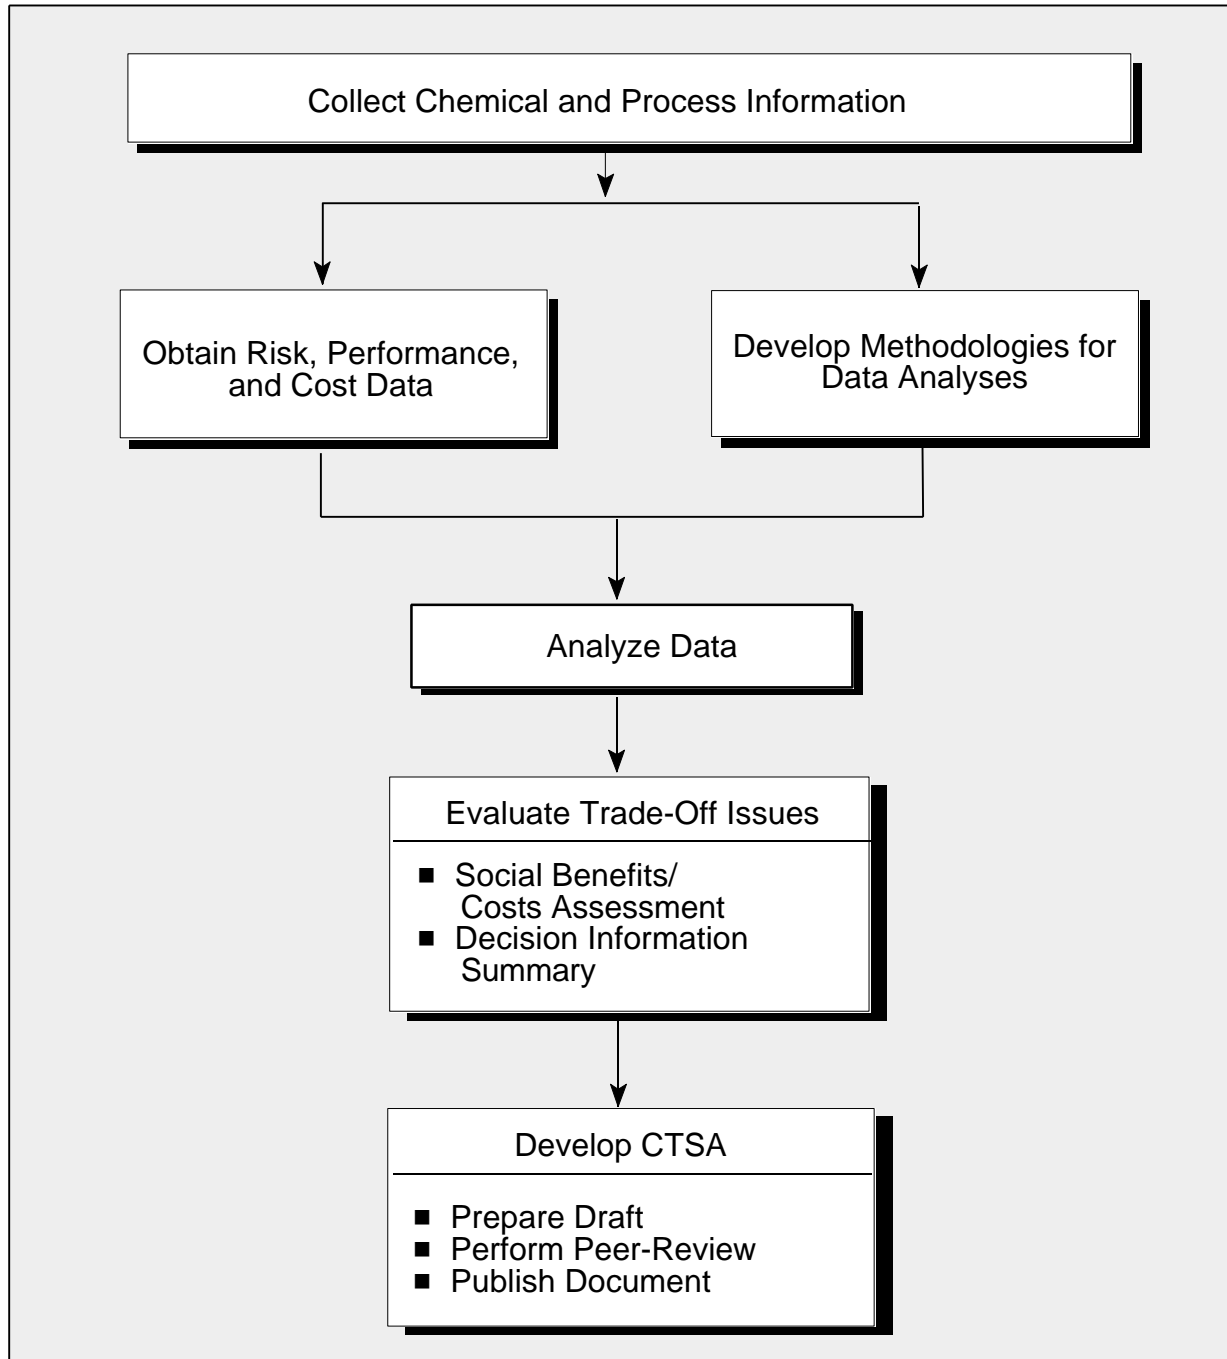 Collect Chemical and Process Information
Obtain Risk, Performance,
and Cost Data
Develop Methodologies for
Data Analyses
Analyze Data
Evaluate Trade-Off Issues
■ Social Benefits/
Costs Assessment
■ Decision Information
Summary
Develop CTSA
■ Prepare Draft
■ Perform Peer-Review
■ Publish Document